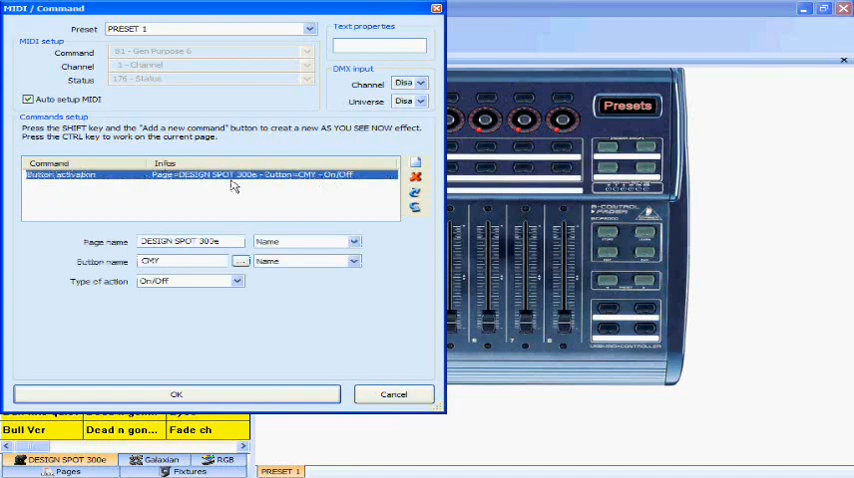 MIDI / Command
Preset PRESET 1
Text properties
MIDI setup
Command 81 - Gen Purpose 6
Channel 1 - Channel
Status 176 - Status
Auto setup MIDI
DMX input
Channel Disa
Universe Disa
Commands setup
Press the SHIFT key and the "Add a new command" button to create a new AS YOU SEE NOW effect.
Press the CTRL key to work on the current page.
Command Infos
Button activation Page=DESIGN SPOT 300e - Button=CMY - On/Off
Page name DESIGN SPOT 300e Name
Button name CMY ... Name
Type of action On/Off
OK Cancel
Presets
B-CONTROL
FADER
6 7 8
Bull Ver Dead n gon... Fade ch
DESIGN SPOT 300e Galaxian RGB
Pages Fixtures
PRESET 1